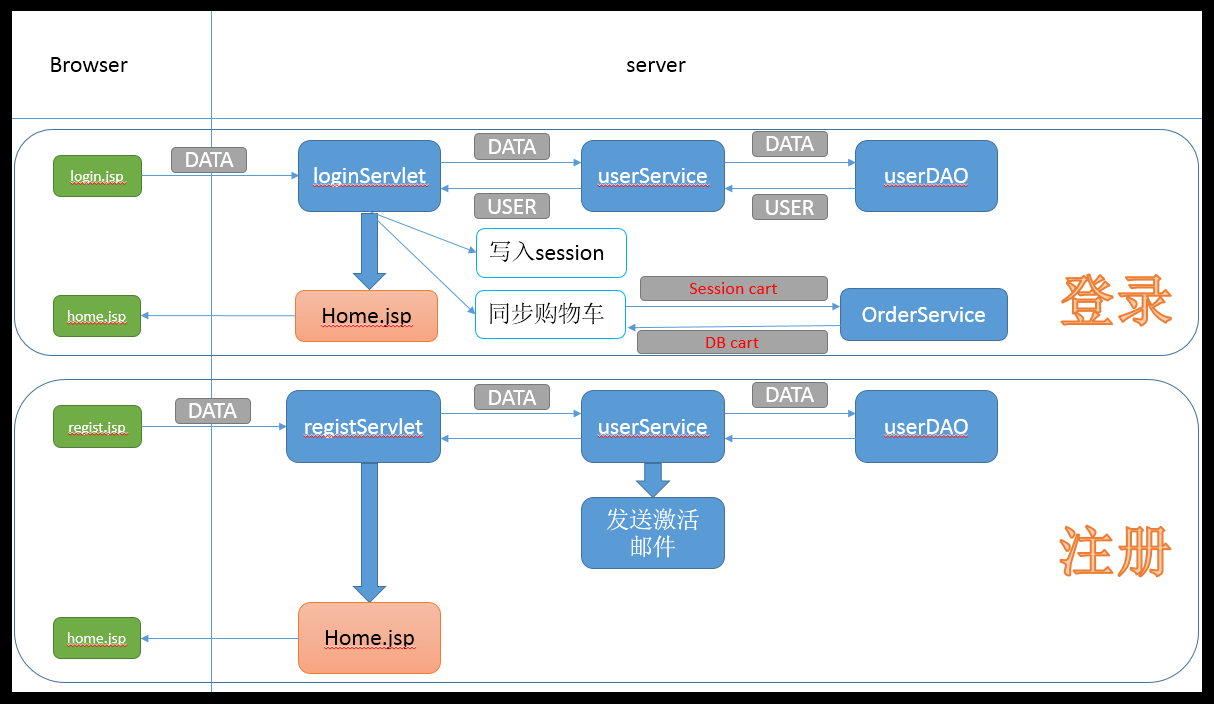 Browser
server
DATA
login.jsp
loginServlet
DATA
USER
userService
DATA
USER
userDAO
写入session
同步购物车
Session cart
DB cart
OrderService
Home.jsp
home.jsp
登录
regist.jsp
DATA
registServlet
DATA
userService
DATA
userDAO
发送激活
邮件
注册
Home.jsp
home.jsp